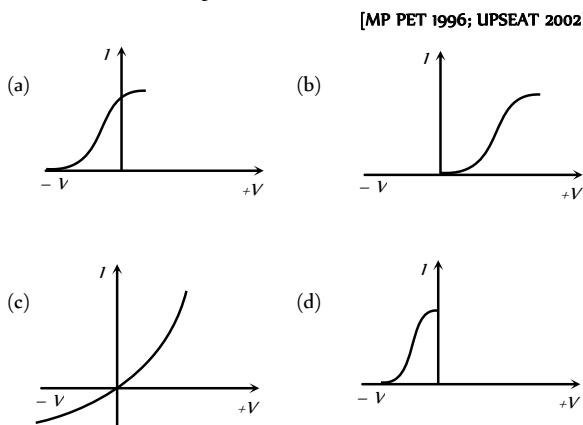 [MP PET 1996; UPSEAT 2002
(a)
I
– V
+V
(b)
I
– V
+V
(c)
I
– V
+V
(d)
I
– V
+V